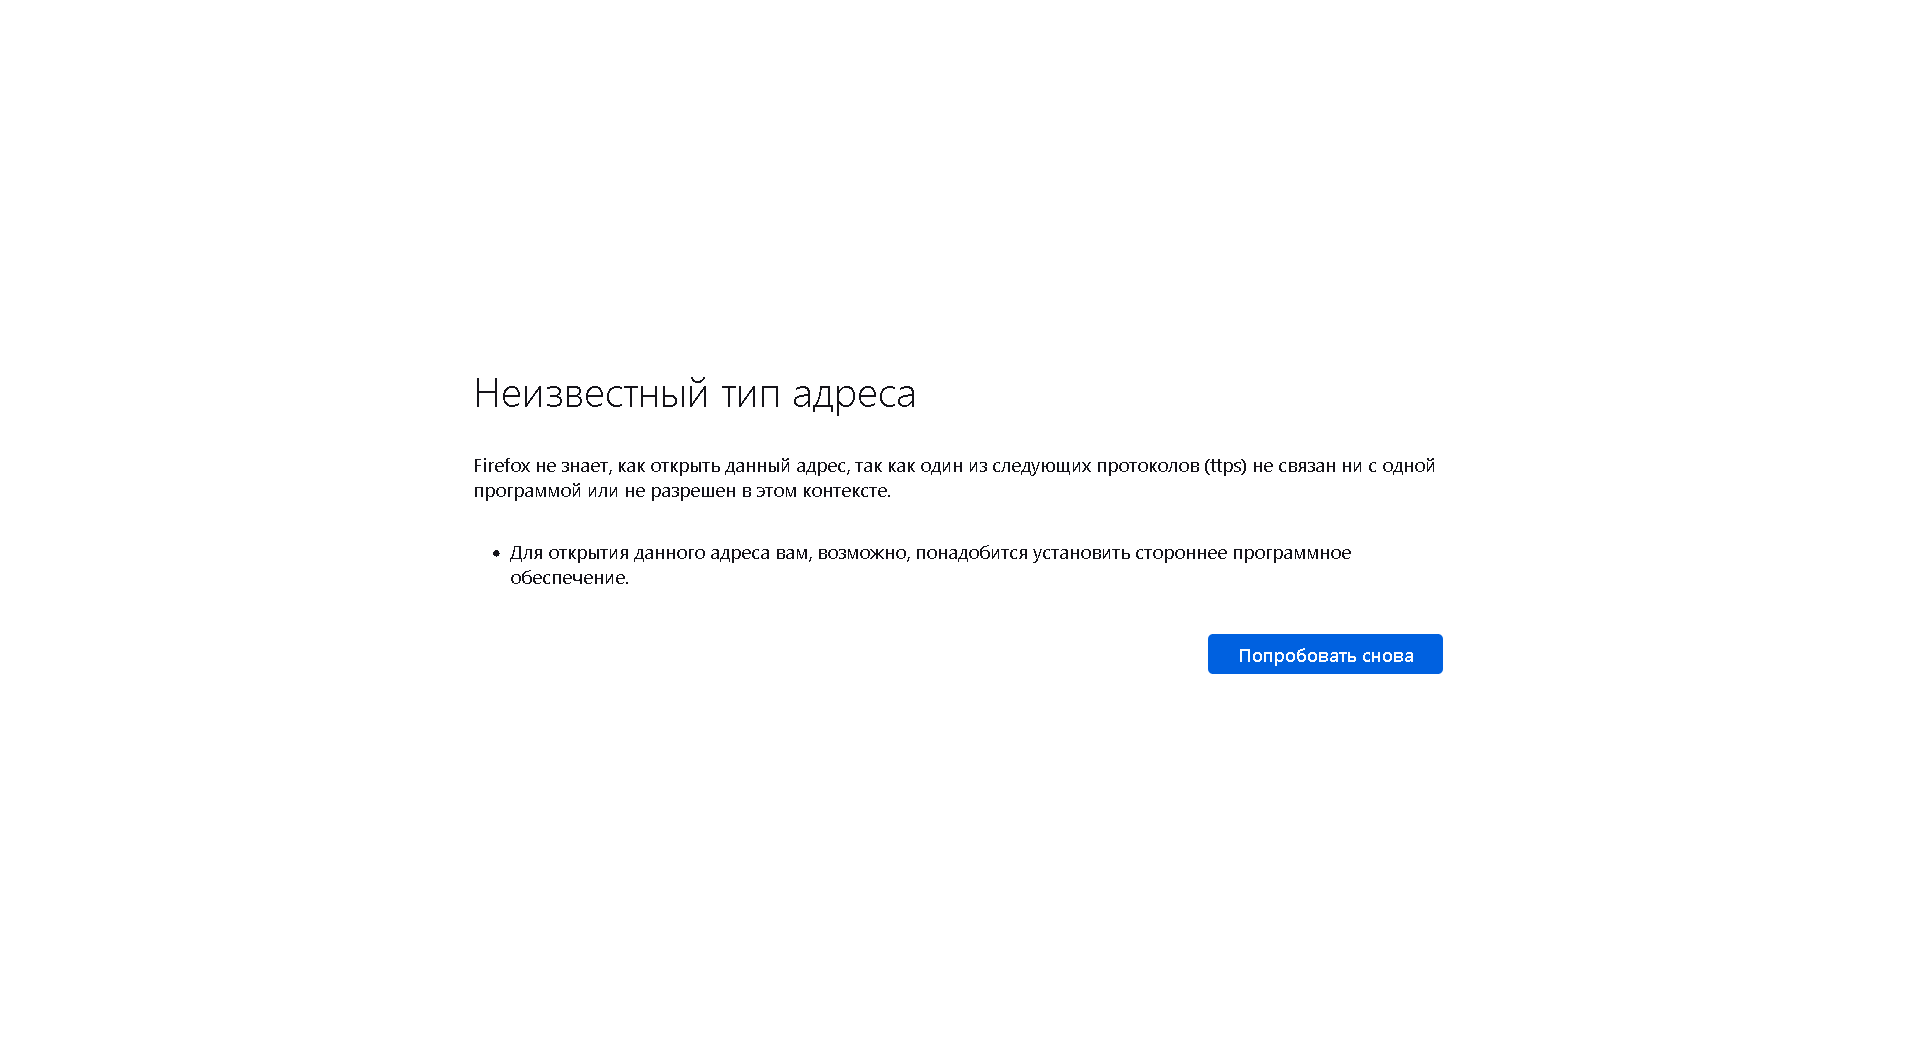 Неизвестный тип адреса
Firefox не знает, как открыть данный адрес, так как один из следующих протоколов (ttps) не связан ни с одной
программой или не разрешен в этом контексте.
• Для открытия данного адреса вам, возможно, понадобится установить стороннее программное
обеспечение.
Попробовать снова